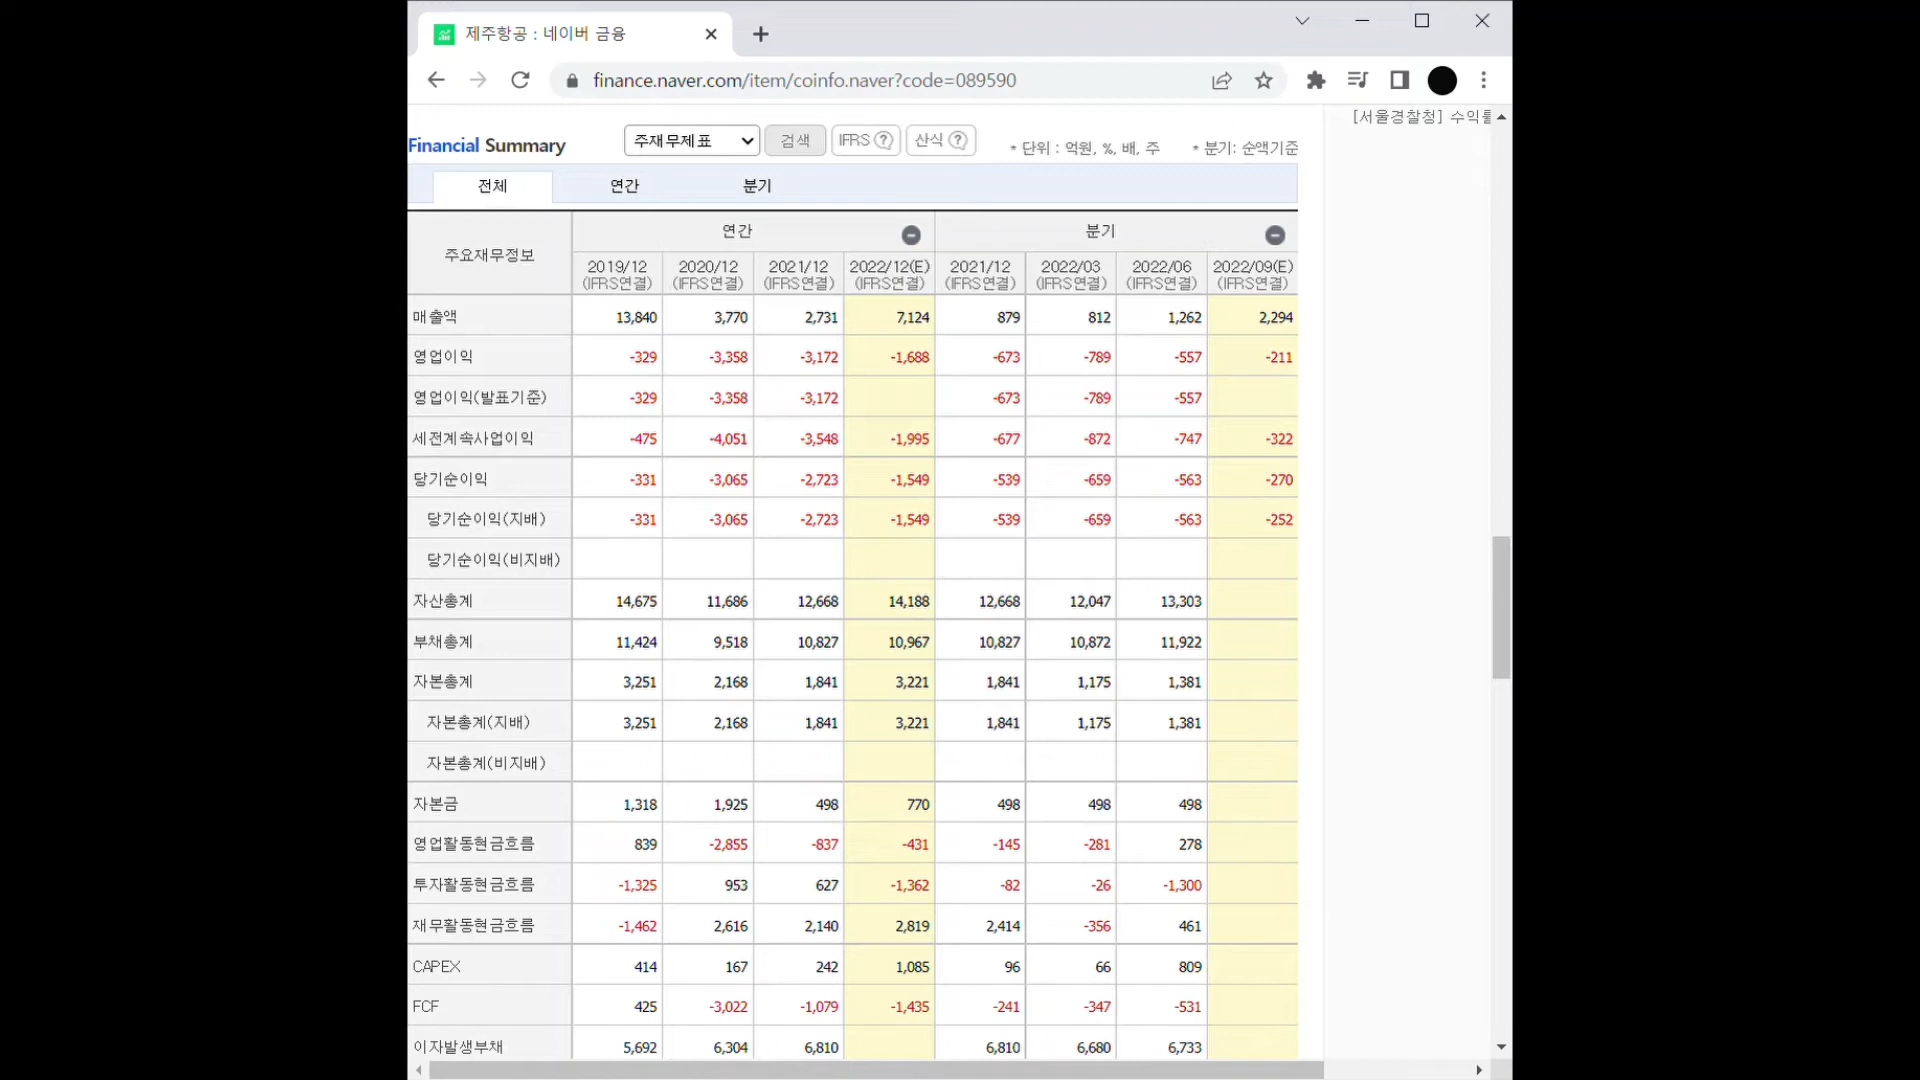 제주항공 : 네이버 금융
finance.naver.com/item/coinfo.naver?code=089590
[서울경찰청] 수익률
Financial Summary 주재무제표 검색 IFRS ? 산식 ? * 단위 : 억원, %, 배, 주 * 분기: 순액기준
전체 연간 분기
주요재무정보 연간 분기
2019/12 2020/12 2021/12 2022/12(E) 2021/12 2022/03 2022/06 2022/09(E)
(IFRS연결) (IFRS연결) (IFRS연결) (IFRS연결) (IFRS연결) (IFRS연결) (IFRS연결) (IFRS연결)
매출액 13,840 3,770 2,731 7,124 879 812 1,262 2,294
영업이익 -329 -3,358 -3,172 -1,688 -673 -789 -557 -211
영업이익(발표기준) -329 -3,358 -3,172 -673 -789 -557
세전계속사업이익 -475 -4,051 -3,548 -1,995 -677 -872 -747 -322
당기순이익 -331 -3,065 -2,723 -1,549 -539 -659 -563 -270
당기순이익(지배) -331 -3,065 -2,723 -1,549 -539 -659 -563 -252
당기순이익(비지배)
자산총계 14,675 11,686 12,668 14,188 12,668 12,047 13,303
부채총계 11,424 9,518 10,827 10,967 10,827 10,872 11,922
자본총계 3,251 2,168 1,841 3,221 1,841 1,175 1,381
자본총계(지배) 3,251 2,168 1,841 3,221 1,841 1,175 1,381
자본총계(비지배)
자본금 1,318 1,925 498 770 498 498 498
영업활동현금흐름 839 -2,855 -837 -431 -145 -281 278
투자활동현금흐름 -1,325 953 627 -1,362 -82 -26 -1,300
재무활동현금흐름 -1,462 2,616 2,140 2,819 2,414 -356 461
CAPEX 414 167 242 1,085 96 66 809
FCF 425 -3,022 -1,079 -1,435 -241 -347 -531
이자발생부채 5,692 6,304 6,810 6,810 6,680 6,733